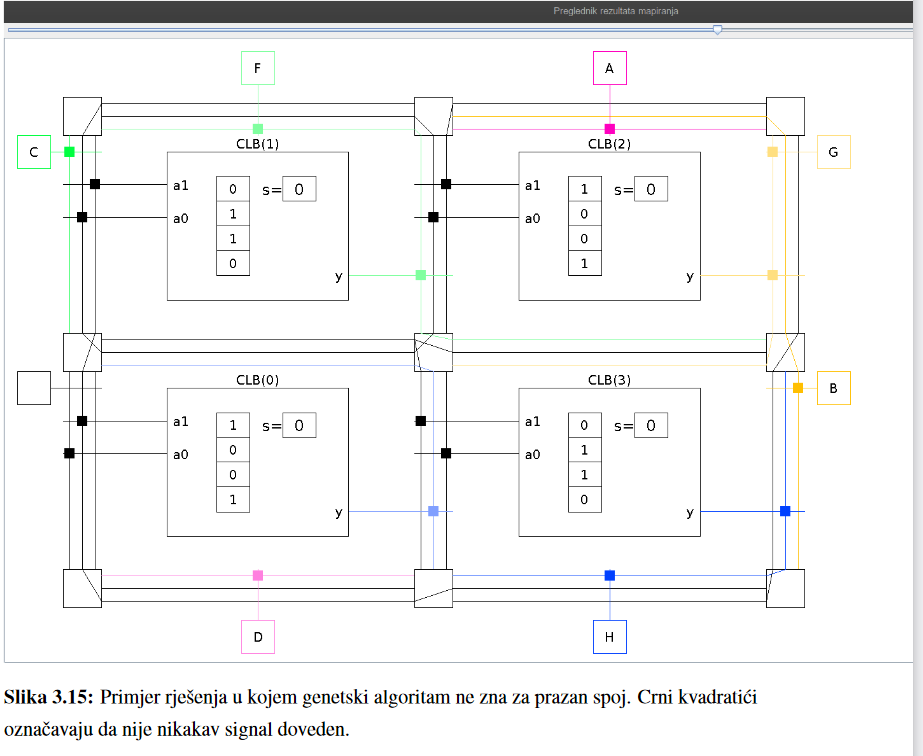 Preglednik rezultata mapiranja
F
A
C
G
CLB(1)
CLB(2)
a1
0
s=
0
a1
1
s=
0
a0
1
a0
0
1
0
0
y
1
y
CLB(0)
CLB(3)
B
a1
1
s=
0
a1
0
s=
0
a0
0
a0
1
0
1
1
y
0
y
D
H
Slika 3.15: Primjer rješenja u kojem genetski algoritam ne zna za prazan spoj. Crni kvadratići
označavaju da nije nikakav signal doveden.